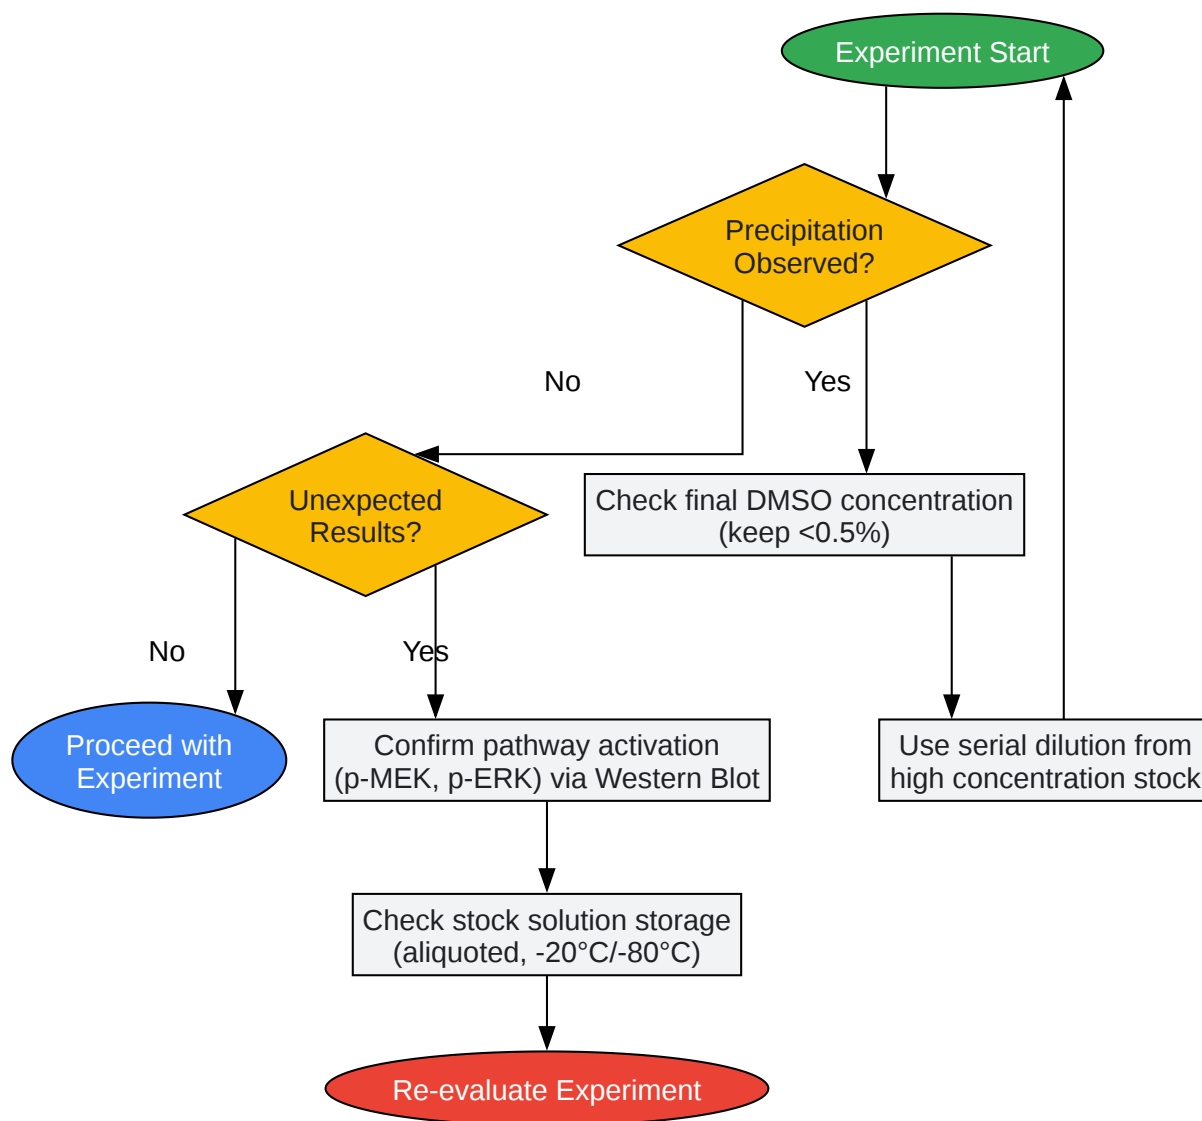 Experiment Start
Precipitation
Observed?
No
Yes
Unexpected
Results?
Check final DMSO concentration
(keep <0.5%)
No
Yes
Proceed with
Experiment
Confirm pathway activation
(p-MEK, p-ERK) via Western Blot
Use serial dilution from
high concentration stock
Check stock solution storage
(aliquoted, -20°C/-80°C)
Re-evaluate Experiment